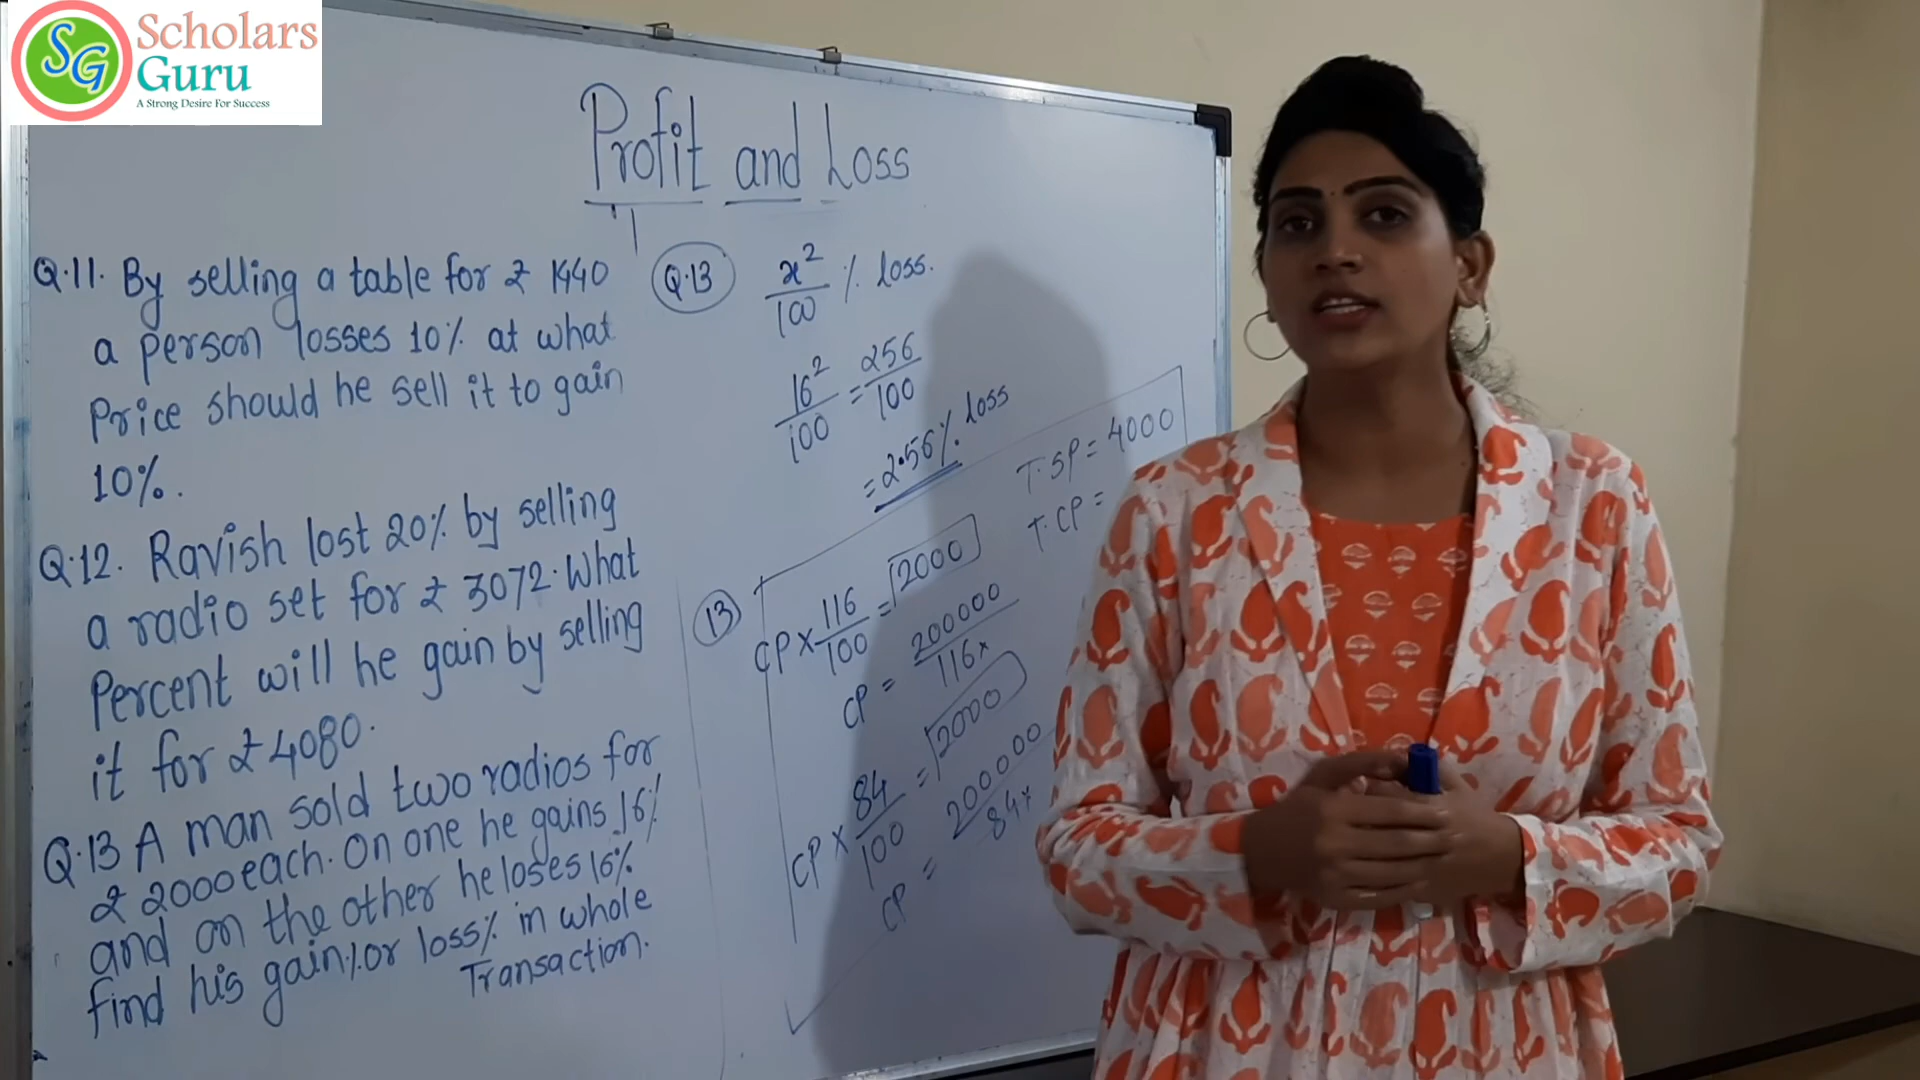 Scholars
Guru
A Strong Desire For Success
SG
Profit and Loss
Q.11. By selling a table for ₹ 1440
a person losses 10% at what
Price should he sell it to gain
10%.
Q.12. Ravish lost 20% by selling
a radio set for ₹ 3072. What
Percent will he gain by selling
it for ₹ 4080.
Q.13 A man sold two radios for
₹ 2000 each. On one he gains 16%
and on the other he loses 16%
find his gain% or loss% in whole
Transaction.
Q.13
x²/100 % loss.
16²/100 = 256/100
= 2.56% loss
T.SP = 4000
T.CP =
13
CP × 116/100 = 2000
CP = 200000/116×
CP × 84/100 = 2000
CP = 200000/84×